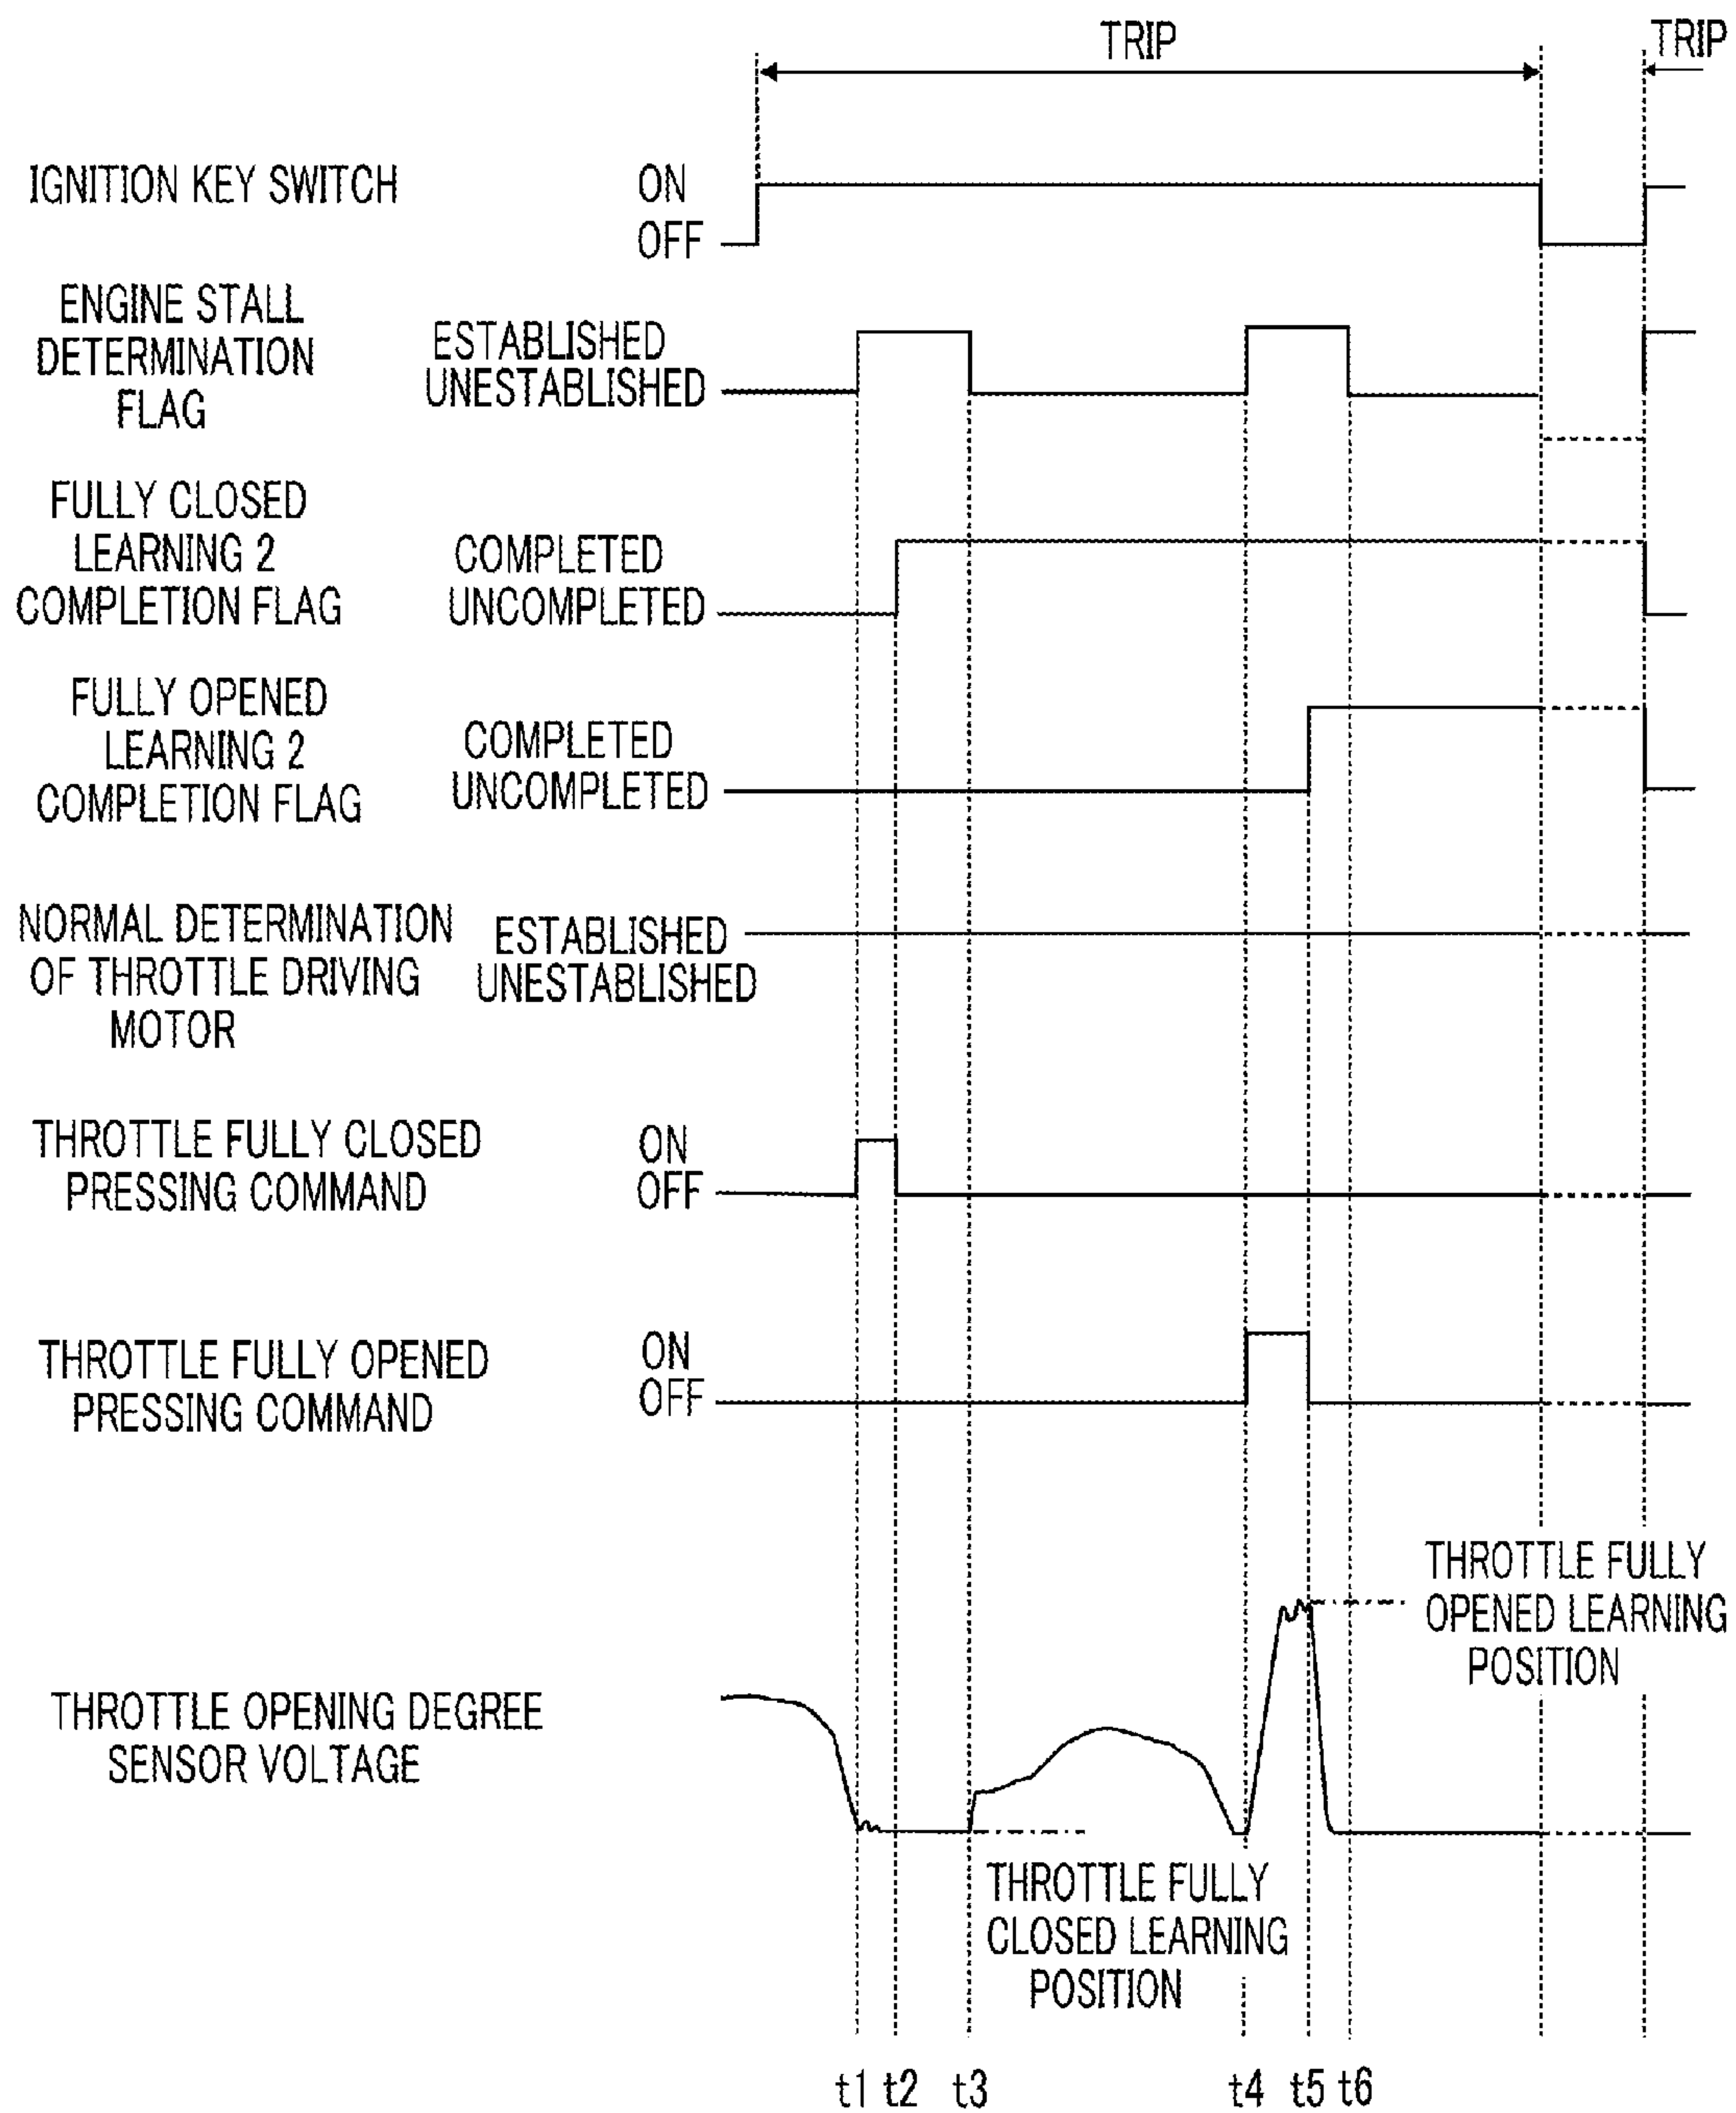 TRIP
TRIP
IGNITION KEY SWITCH
ON
OFF
ENGINE STALL
DETERMINATION
FLAG
ESTABLISHED
UNESTABLISHED
FULLY CLOSED
LEARNING 2
COMPLETION FLAG
COMPLETED
UNCOMPLETED
FULLY OPENED
LEARNING 2
COMPLETION FLAG
COMPLETED
UNCOMPLETED
NORMAL DETERMINATION
OF THROTTLE DRIVING
MOTOR
ESTABLISHED
UNESTABLISHED
THROTTLE FULLY CLOSED
PRESSING COMMAND
ON
OFF
THROTTLE FULLY OPENED
PRESSING COMMAND
ON
OFF
THROTTLE FULLY
OPENED LEARNING
POSITION
THROTTLE OPENING DEGREE
SENSOR VOLTAGE
THROTTLE FULLY
CLOSED LEARNING
POSITION
t1 t2 t3 t4 t5 t6